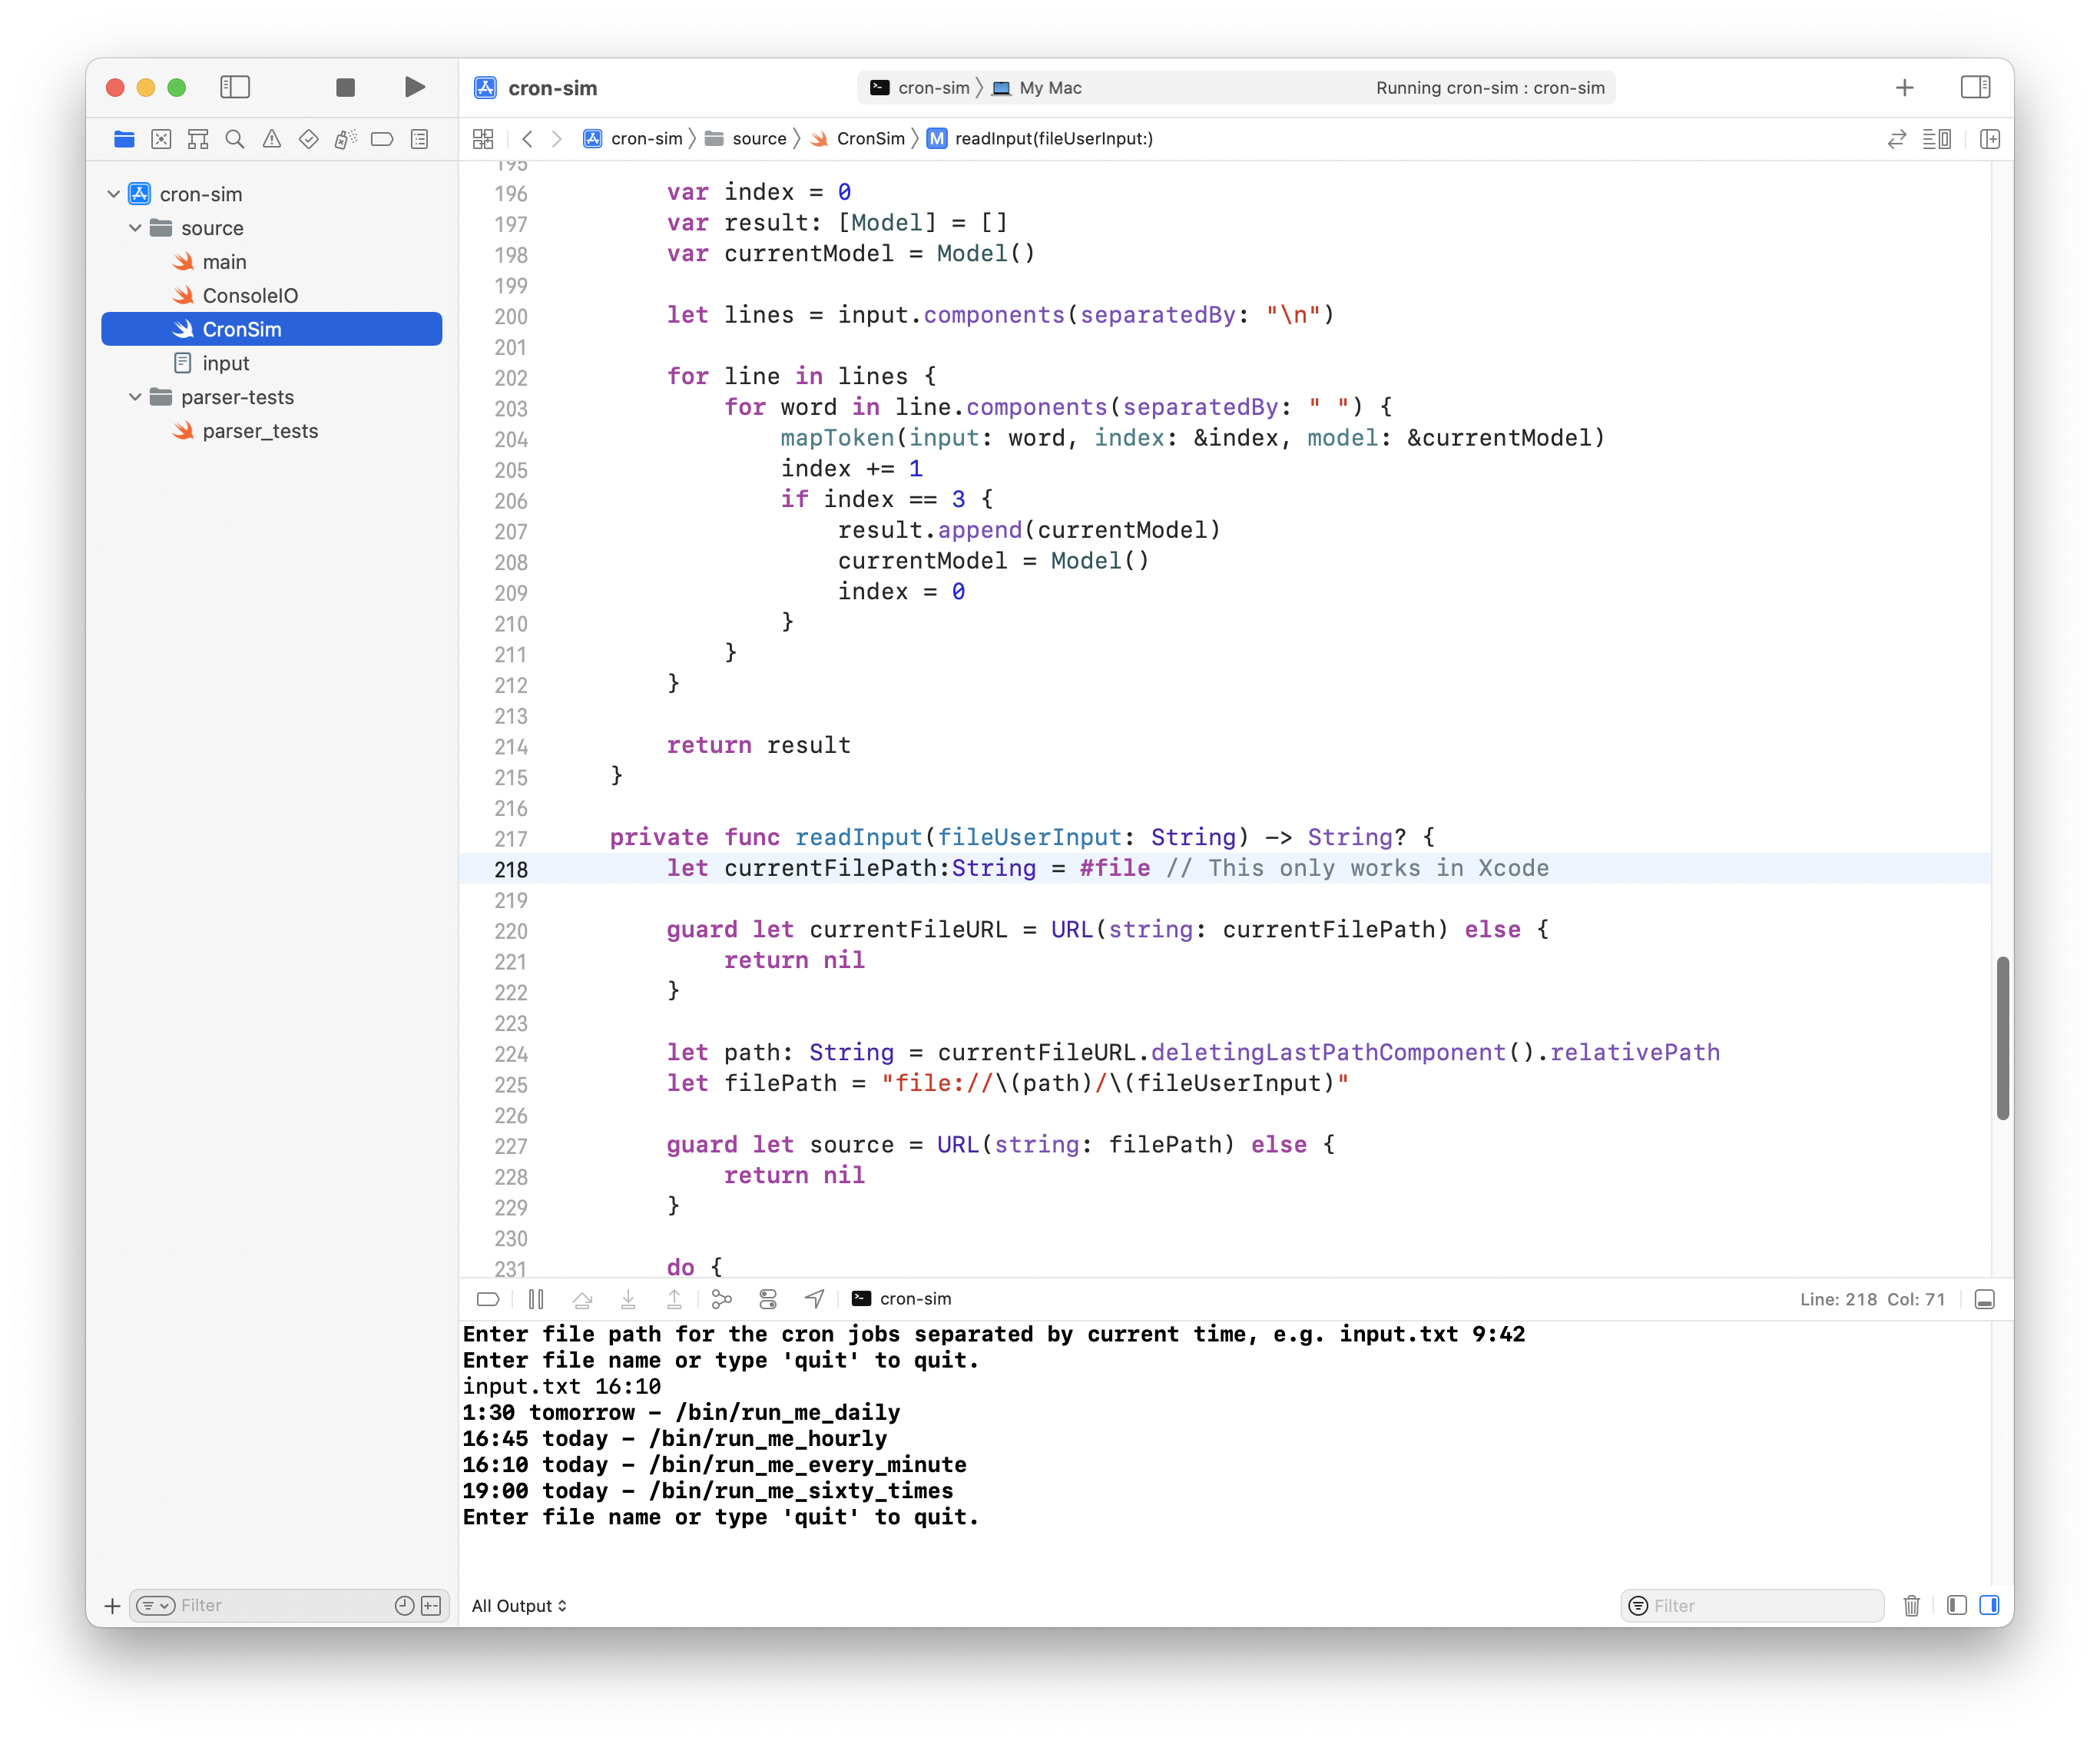 cron-sim
cron-sim 〉 My Mac
Running cron-sim : cron-sim
cron-sim 〉 source 〉 CronSim 〉 M readInput(fileUserInput:)
cron-sim
source
main
ConsoleIO
CronSim
input
parser-tests
parser_tests
Filter
195
196 var index = 0
197 var result: [Model] = []
198 var currentModel = Model()
199
200 let lines = input.components(separatedBy: "\n")
201
202 for line in lines {
203 for word in line.components(separatedBy: " ") {
204 mapToken(input: word, index: &index, model: &currentModel)
205 index += 1
206 if index == 3 {
207 result.append(currentModel)
208 currentModel = Model()
209 index = 0
210 }
211 }
212 }
213
214 return result
215 }
216
217 private func readInput(fileUserInput: String) -> String? {
218 let currentFilePath:String = #file // This only works in Xcode
219
220 guard let currentFileURL = URL(string: currentFilePath) else {
221 return nil
222 }
223
224 let path: String = currentFileURL.deletingLastPathComponent().relativePath
225 let filePath = "file://\(path)/\(fileUserInput)"
226
227 guard let source = URL(string: filePath) else {
228 return nil
229 }
230
231 do {
cron-sim
Line: 218 Col: 71
Enter file path for the cron jobs separated by current time, e.g. input.txt 9:42
Enter file name or type 'quit' to quit.
input.txt 16:10
1:30 tomorrow - /bin/run_me_daily
16:45 today - /bin/run_me_hourly
16:10 today - /bin/run_me_every_minute
19:00 today - /bin/run_me_sixty_times
Enter file name or type 'quit' to quit.
All Output
Filter